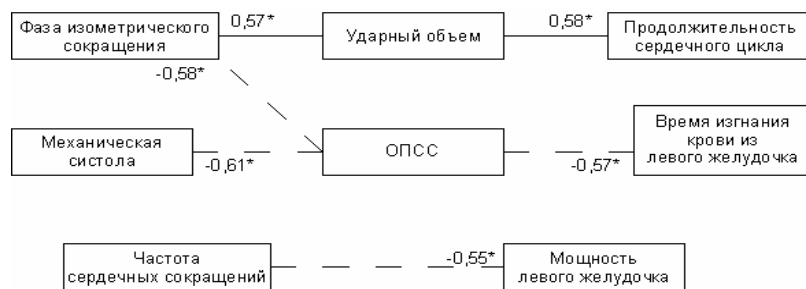 Фаза изометрического
сокращения
0,57*
Ударный объем
0,58*
Продолжительность
сердечного цикла
-0,58*
Механическая
систола
-0,61*
ОПСС
-0,57*
Время изгнания
крови из
левого желудочка
Частота
сердечных сокращений
-0,55*
Мощность
левого желудочка